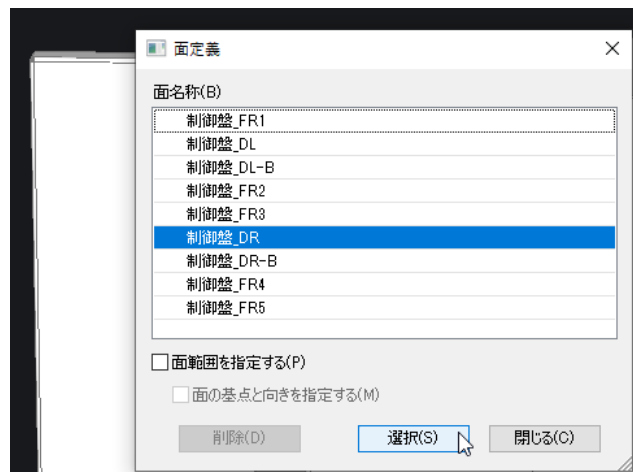 面定義
面名称(B)
制御盤_FR1
制御盤_DL
制御盤_DL-B
制御盤_FR2
制御盤_FR3
制御盤_DR
制御盤_DR-B
制御盤_FR4
制御盤_FR5
面範囲を指定する(P)
面の基点と向きを指定する(M)
削除(D) 選択(S) 閉じる(C)